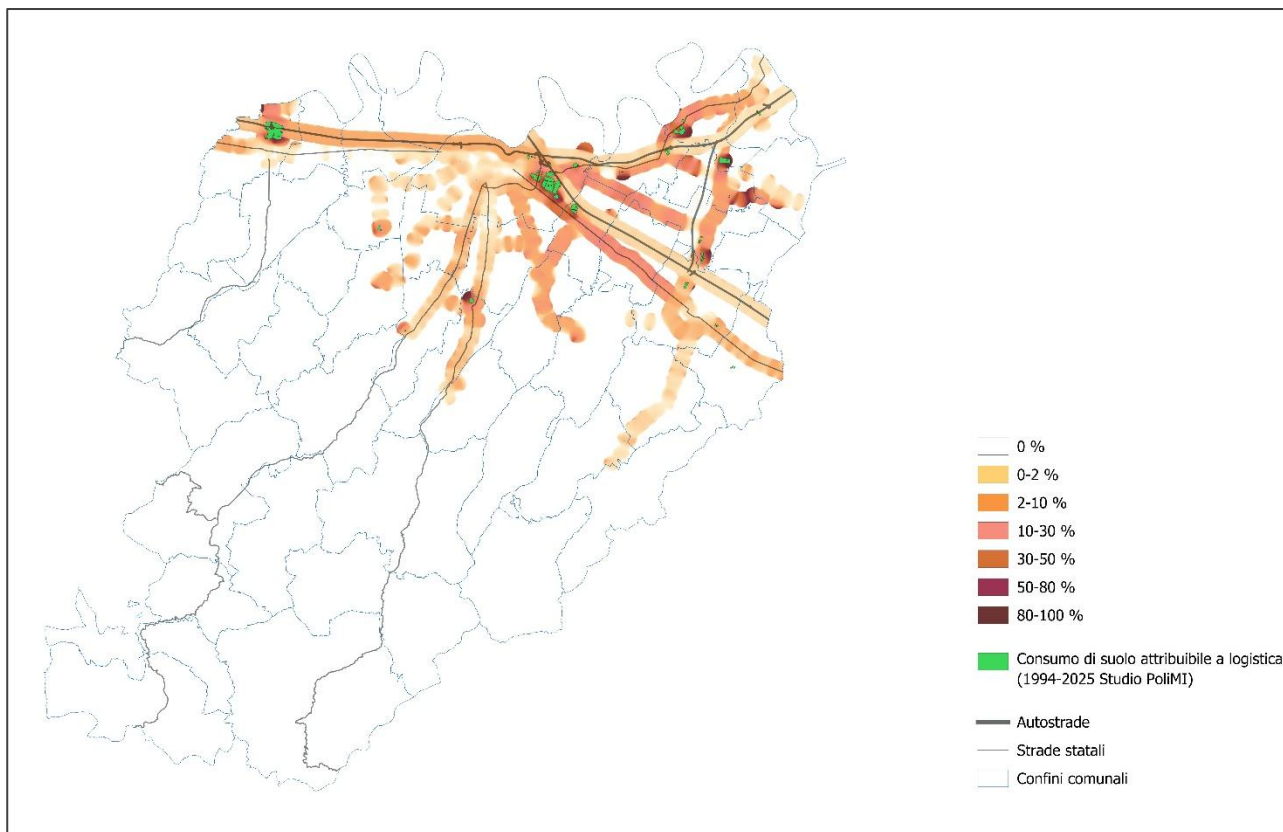 0 %
0-2 %
2-10 %
10-30 %
30-50 %
50-80 %
80-100 %
Consumo di suolo attribuibile a logistica
(1994-2025 Studio PoliMI)
Autostrade
Strade statali
Confini comunali